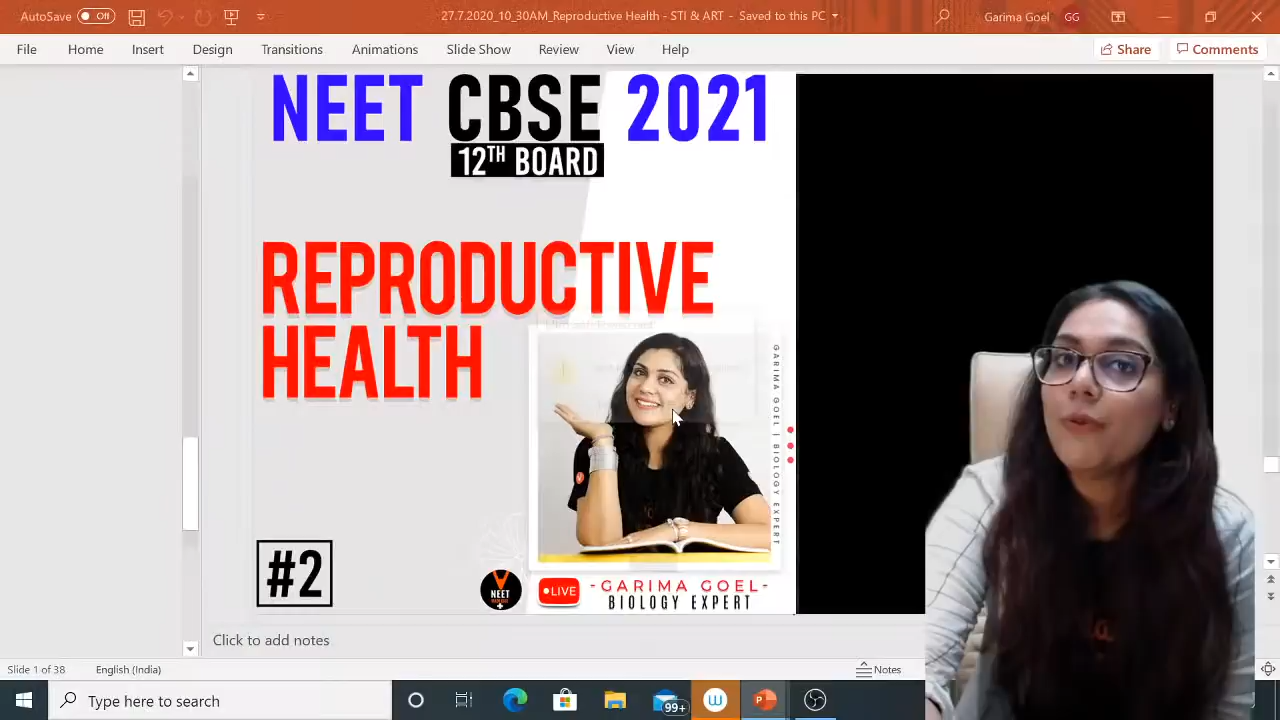 AutoSave Off
27.7.2020_10_30AM_Reproductive Health - STI & ART - Saved to this PC
Garima Goel GG
File Home Insert Design Transitions Animations Slide Show Review View Help Share Comments
NEET CBSE 2021
12TH BOARD
REPRODUCTIVE
HEALTH
GARIMA GOEL | BIOLOGY EXPERT
V
#2
NEET
LIVE
-GARIMA GOEL-
BIOLOGY EXPERT
Click to add notes
Slide 1 of 38 English (India) Notes
Type here to search
99+
W